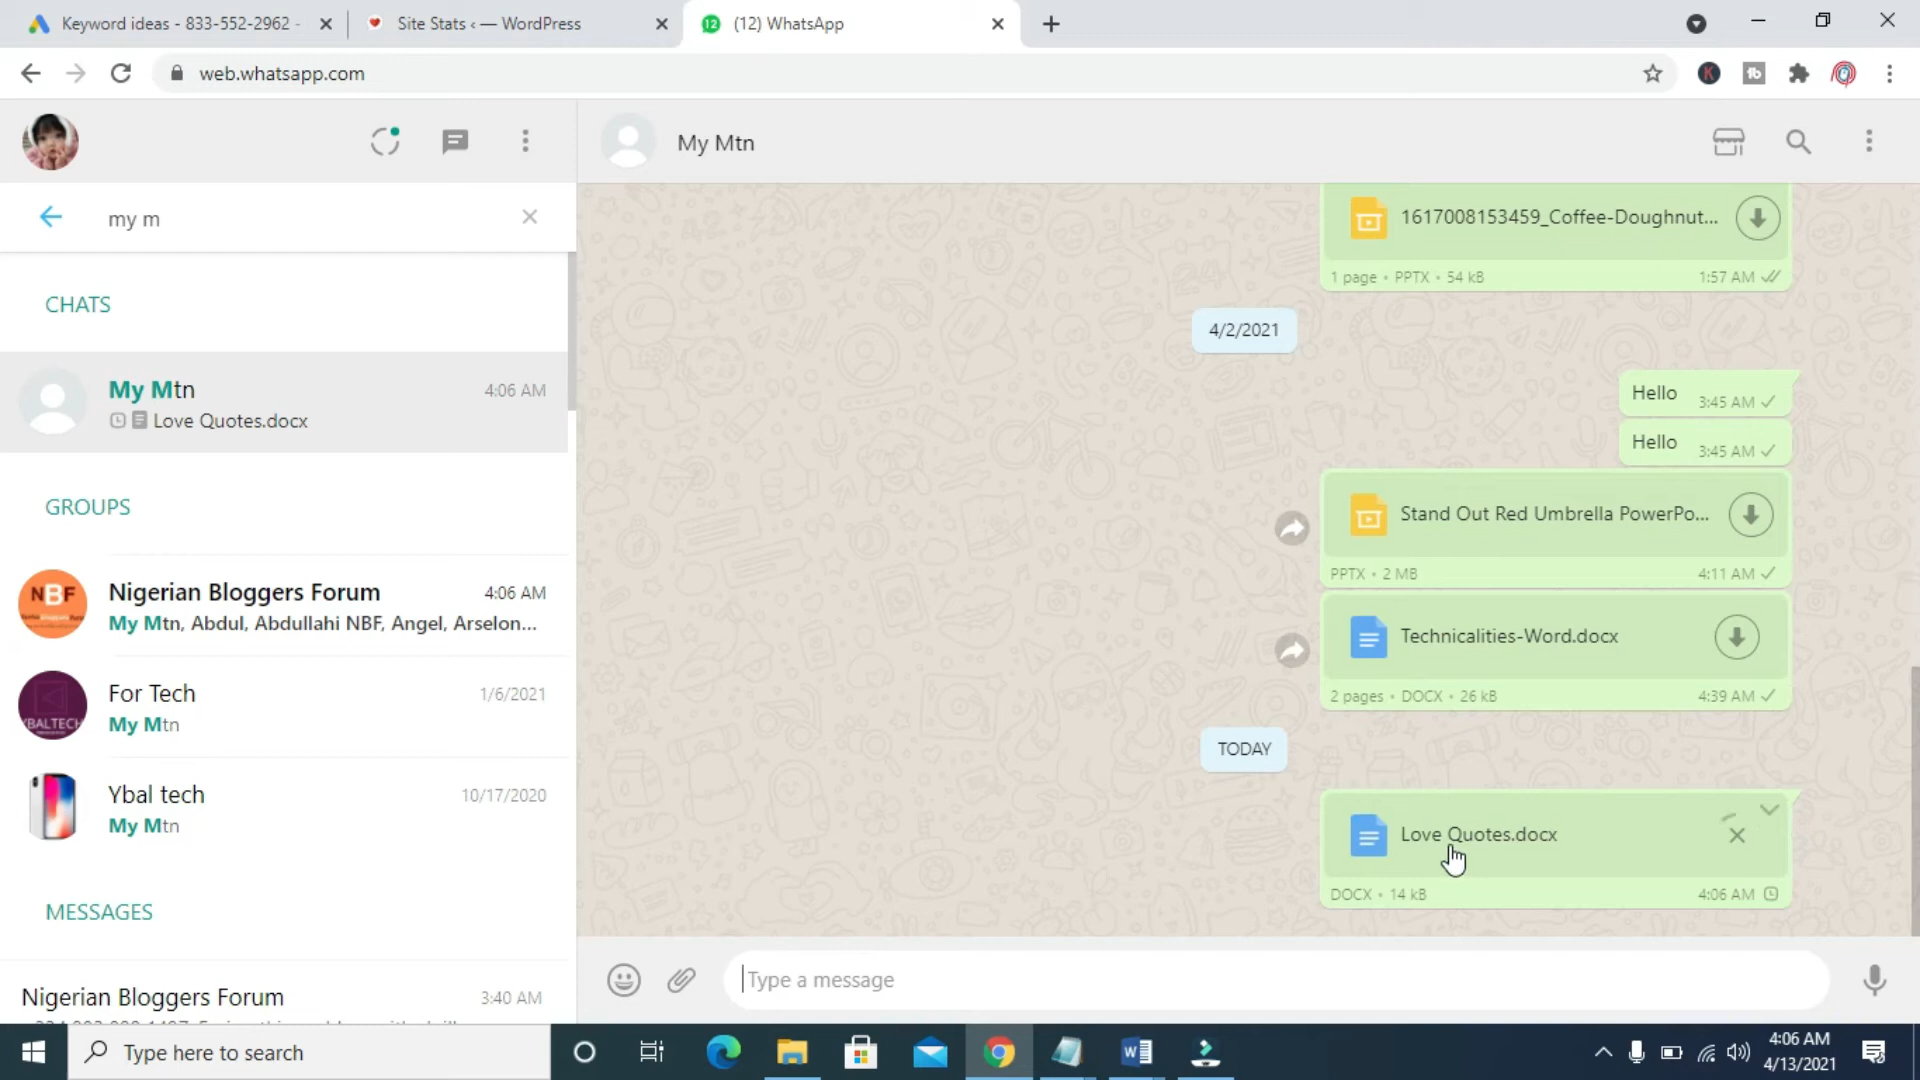 Keyword ideas - 833-552-2962 -
Site Stats ‹ — WordPress
12
(12) WhatsApp
web.whatsapp.com
K
tb
My Mtn
my m
CHATS
My Mtn
4:06 AM
Love Quotes.docx
GROUPS
NBF
Nigerian Bloggers Forum
4:06 AM
My Mtn, Abdul, Abdullahi NBF, Angel, Arselon...
YBALTECH
For Tech
1/6/2021
My Mtn
Ybal tech
10/17/2020
My Mtn
MESSAGES
Nigerian Bloggers Forum
3:40 AM
1617008153459_Coffee-Doughnut...
1 page • PPTX • 54 kB
1:57 AM
4/2/2021
Hello
3:45 AM
Hello
3:45 AM
Stand Out Red Umbrella PowerPo...
PPTX • 2 MB
4:11 AM
Technicalities-Word.docx
2 pages • DOCX • 26 kB
4:39 AM
TODAY
Love Quotes.docx
DOCX • 14 kB
4:06 AM
Type a message
Type here to search
W
4:06 AM
4/13/2021